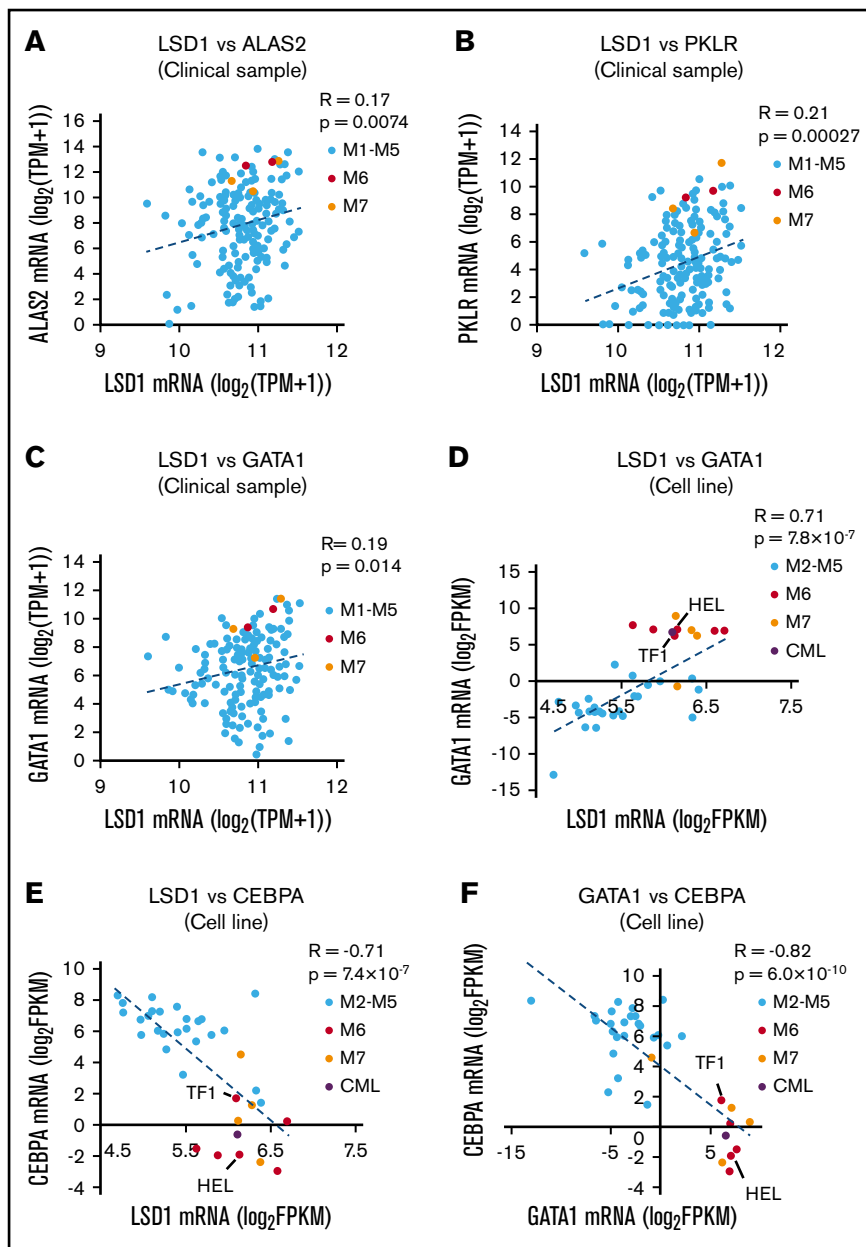 A
LSD1 vs ALAS2
(Clinical sample)
R = 0.17
p = 0.0074
M1-M5
M6
M7
ALAS2 mRNA (log2(TPM+1))
16
14
12
10
8
6
4
2
0
9 10 11 12
LSD1 mRNA (log2(TPM+1))
B
LSD1 vs PKLR
(Clinical sample)
R = 0.21
p = 0.00027
M1-M5
M6
M7
PKLR mRNA (log2(TPM+1))
14
12
10
8
6
4
2
0
9 10 11 12
LSD1 mRNA (log2(TPM+1))
C
LSD1 vs GATA1
(Clinical sample)
R= 0.19
p = 0.014
M1-M5
M6
M7
GATA1 mRNA (log2(TPM+1))
16
14
12
10
8
6
4
2
0
9 10 11 12
LSD1 mRNA (log2(TPM+1))
D
LSD1 vs GATA1
(Cell line)
R = 0.71
p = 7.8×10-7
M2-M5
M6
M7
CML
HEL
TF1
GATA1 mRNA (log2FPKM)
15
10
5
0
-5
-10
-15
4.5 5.5 6.5 7.5
LSD1 mRNA (log2FPKM)
E
LSD1 vs CEBPA
(Cell line)
R = -0.71
p = 7.4×10-7
M2-M5
M6
M7
CML
TF1
HEL
CEBPA mRNA (log2FPKM)
10
8
6
4
2
0
-2
-4
4.5 5.5 6.5 7.5
LSD1 mRNA (log2FPKM)
F
GATA1 vs CEBPA
(Cell line)
R = -0.82
p = 6.0×10-10
M2-M5
M6
M7
CML
TF1
HEL
CEBPA mRNA (log2FPKM)
10
8
6
4
2
0
-2
-4
-15 -5 5
GATA1 mRNA (log2FPKM)